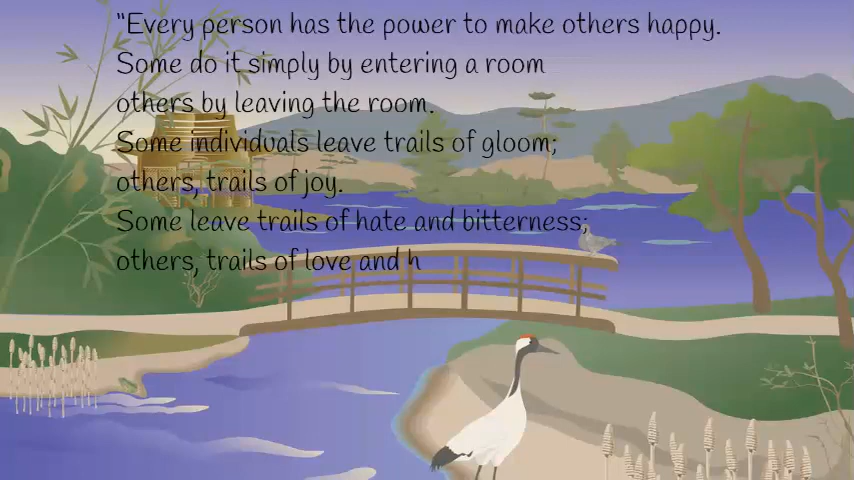 "Every person has the power to make others happy.
Some do it simply by entering a room
others by leaving the room.
Some individuals leave trails of gloom;
others, trails of joy.
Some leave trails of hate and bitterness;
others, trails of love and h